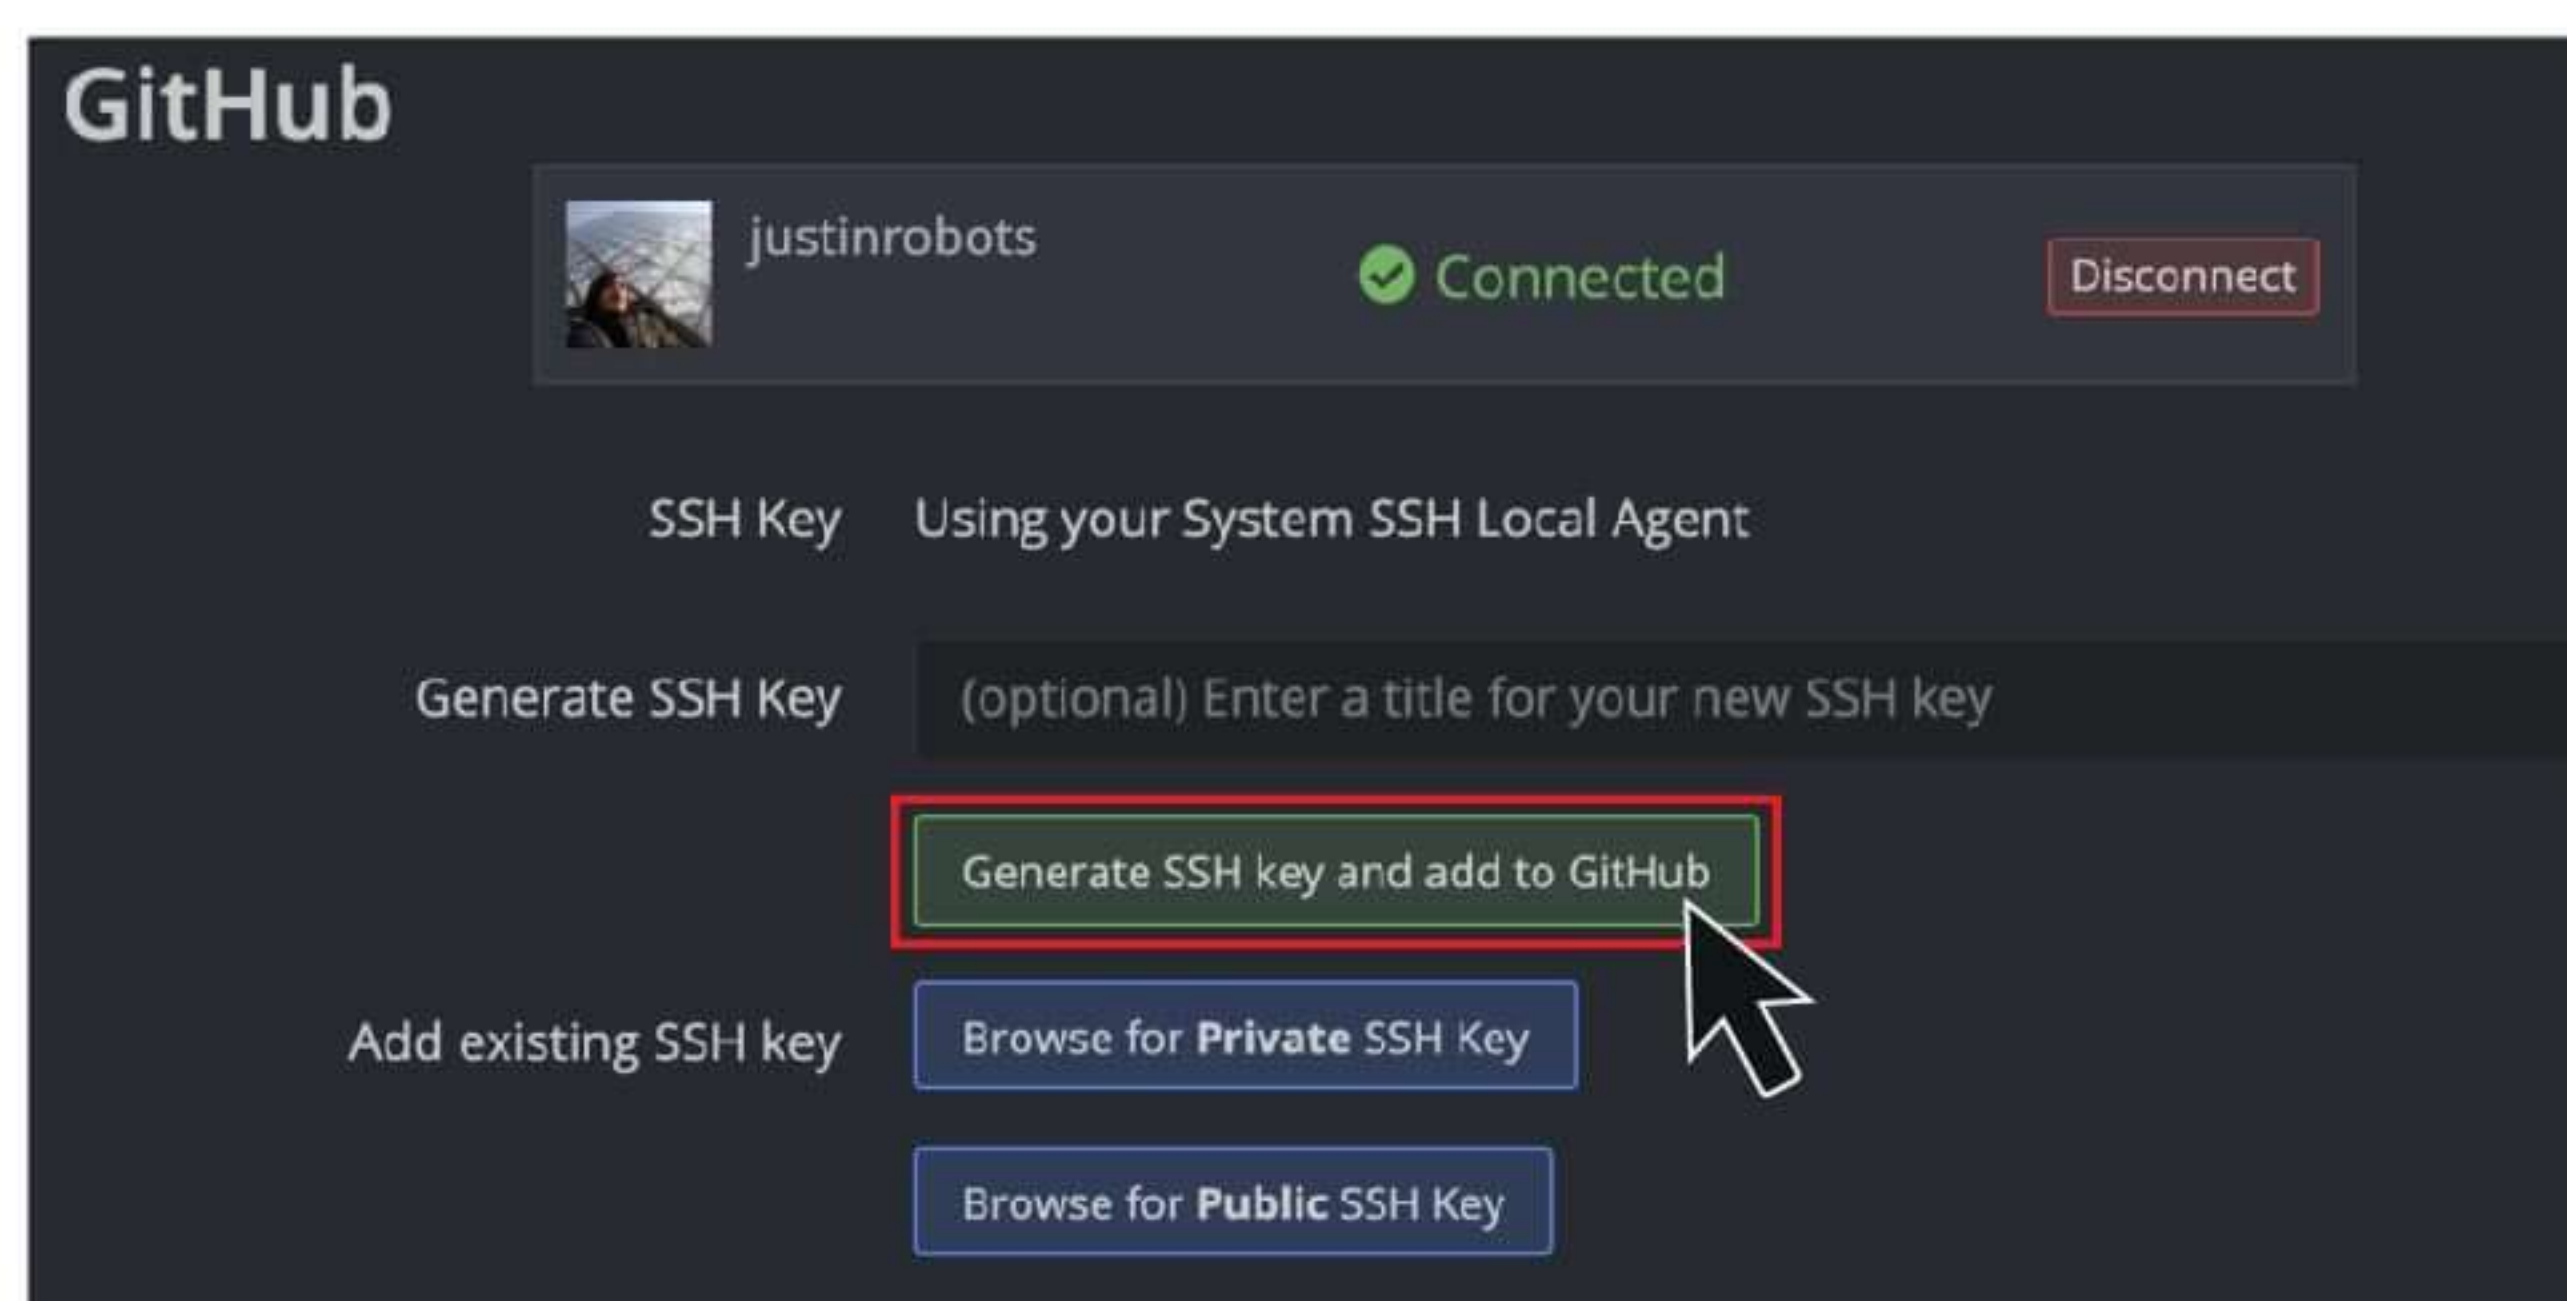 GitHub
justinrobots
Connected
Disconnect
SSH Key Using your System SSH Local Agent
Generate SSH Key (optional) Enter a title for your new SSH key
Generate SSH key and add to GitHub
Add existing SSH key Browse for Private SSH Key
Browse for Public SSH Key